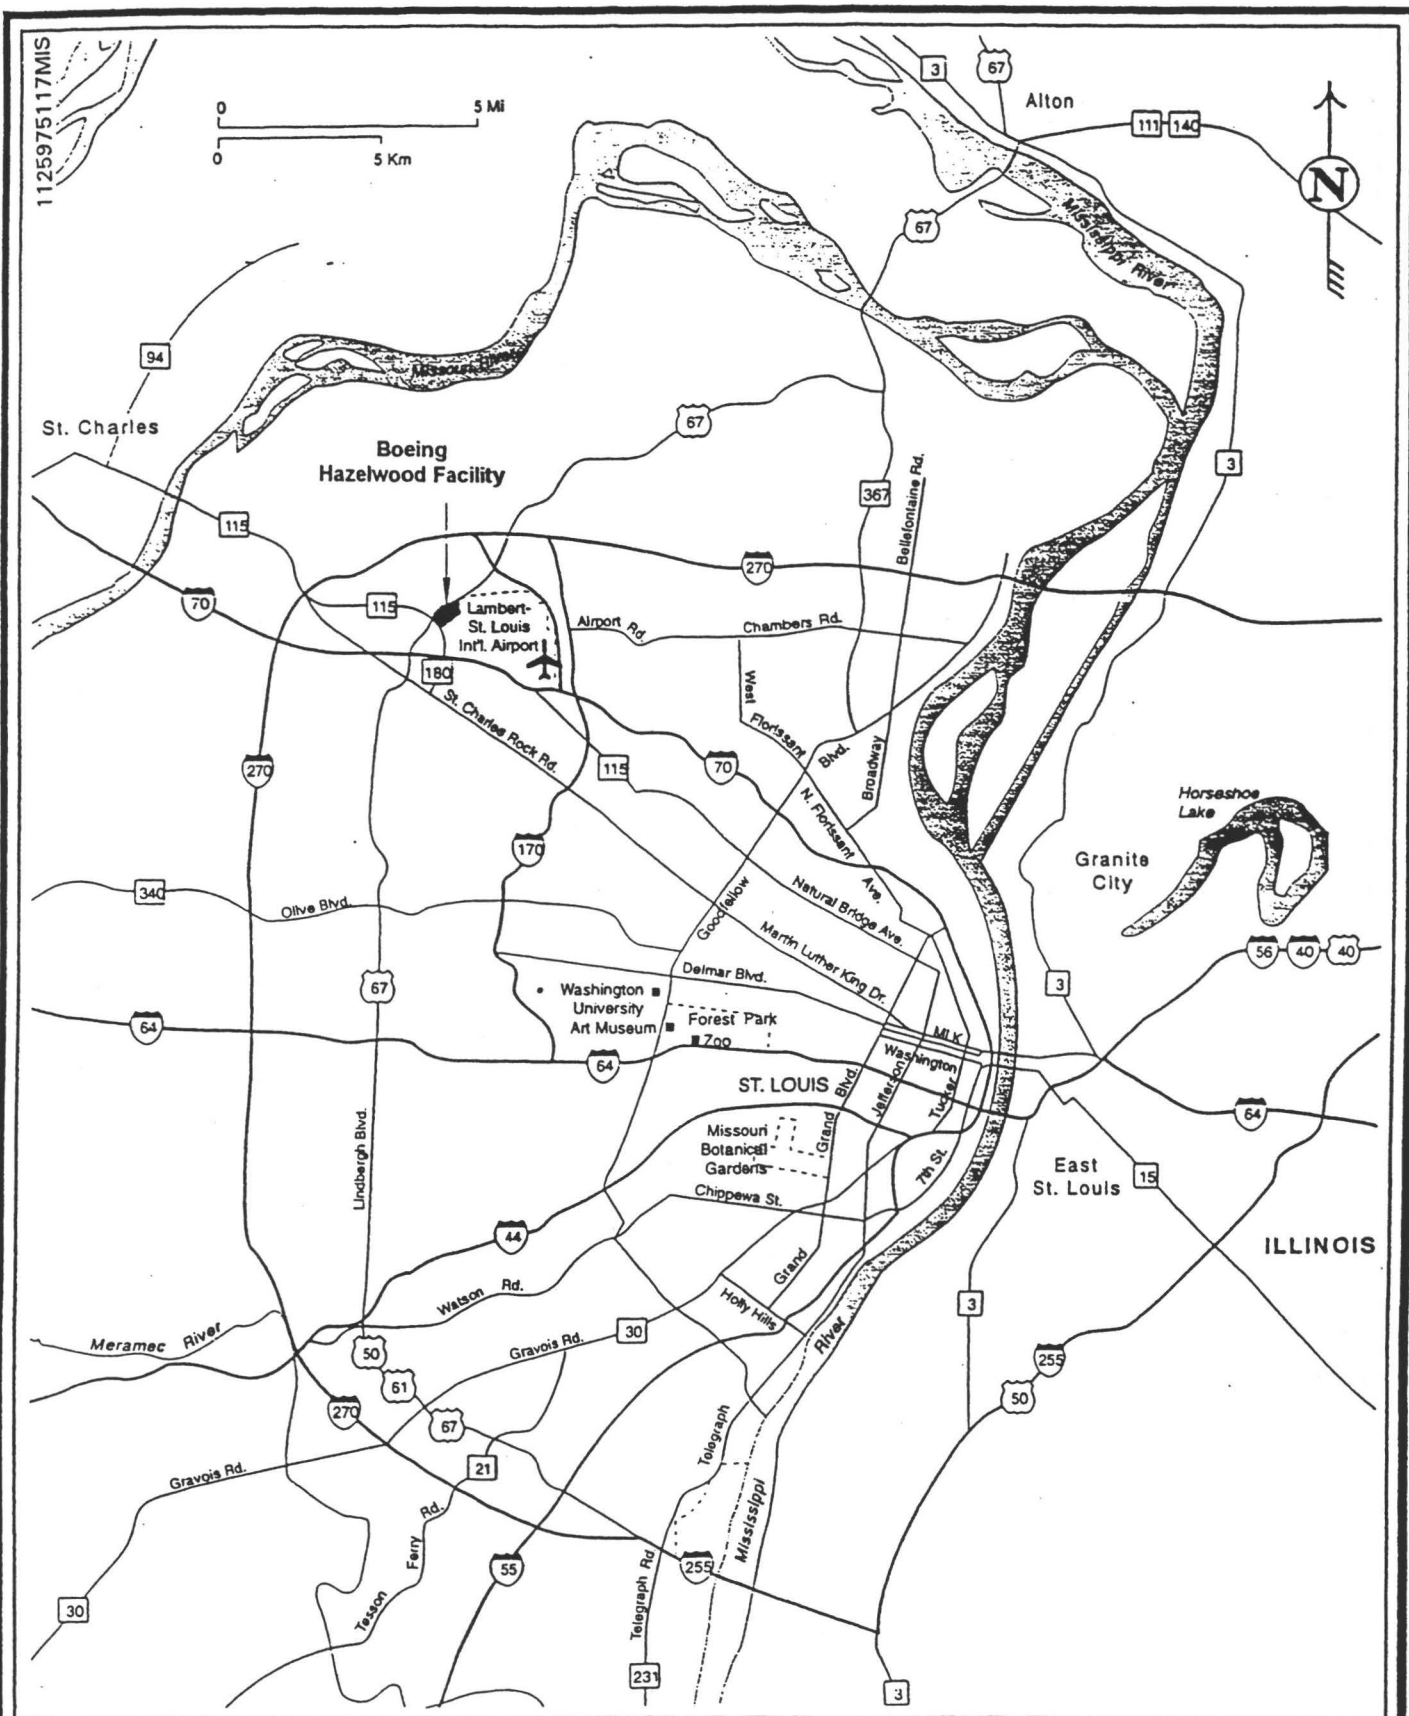 1125975117MIS
0
5 Mi
0
5 Km
3
67
Alton
111
140
N
67
Mississippi River
94
Missouri River
St. Charles
67
Boeing
Hazelwood Facility
3
367
Bellefontaine Rd.
115
270
70
115
Lambert-
St. Louis
Int'l. Airport
Airport Rd.
Chambers Rd.
180
West
Florissant
St. Charles Rock Rd.
Blvd.
Broadway
270
115
70
N. Florissant
Ave.
Horseshoe
Lake
170
Granite
City
340
Olive Blvd.
Goodfellow
Natural Bridge Ave.
Martin Luther King Dr.
56
40
40
67
Delmar Blvd.
3
Washington
University
Art Museum
Forest Park
Zoo
64
MLK
Washington
64
ST. LOUIS
Blvd.
Jefferson
Tucker
64
Lindbergh Blvd.
Missouri
Botanical
Gardens
Grand
7th St.
East
St. Louis
15
Chippewa St.
44
ILLINOIS
Grand
Watson Rd.
Holly Hills
3
Meramec River
River
30
Gravois Rd.
50
255
61
50
270
67
Telegraph
21
Gravois Rd.
Rd.
Mississippi
Ferry
55
255
Tesson
Telegraph Rd.
30
231
3